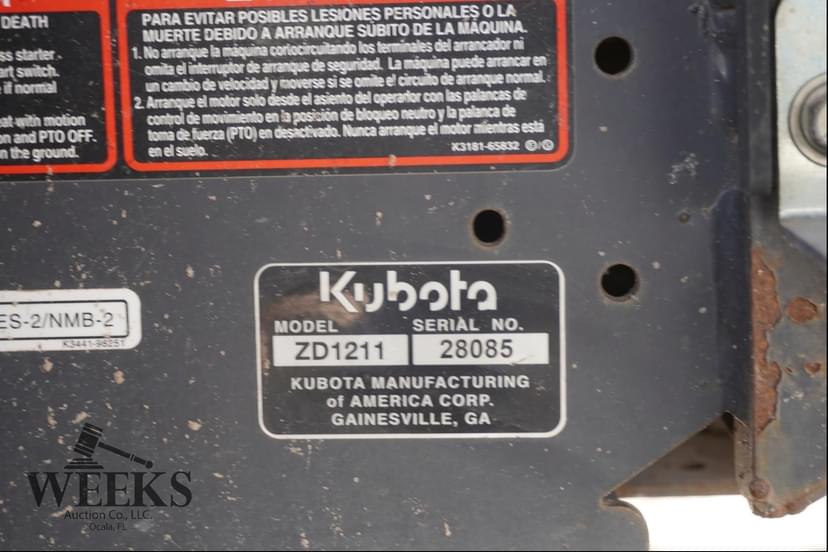 DEATH
ss starter
art switch.
if normal
eat with motion
on and PTO OFF.
n the ground.
PARA EVITAR POSIBLES LESIONES PERSONALES O LA
MUERTE DEBIDO A ARRANQUE SÚBITO DE LA MÁQUINA.
1. No arranque la máquina cortocircuitando los terminales del arrancador ni
omita el interruptor de arranque de seguridad. La máquina puede arrancar en
un cambio de velocidad y moverse si se omite el circuito de arranque normal.
2. Arranque el motor solo desde el asiento del operador con las palancas de
control de movimiento en la posición de bloqueo neutro y la palanca de
toma de fuerza (PTO) en desactivado. Nunca arranque el motor mientras está
en el suelo.
K3181-65832
ES-2/NMB-2
K3441-96251
Kubota
MODEL SERIAL NO.
ZD1211 28085
KUBOTA MANUFACTURING
of AMERICA CORP.
GAINESVILLE, GA
WEEKS
Auction Co., LLC.
Ocala, FL